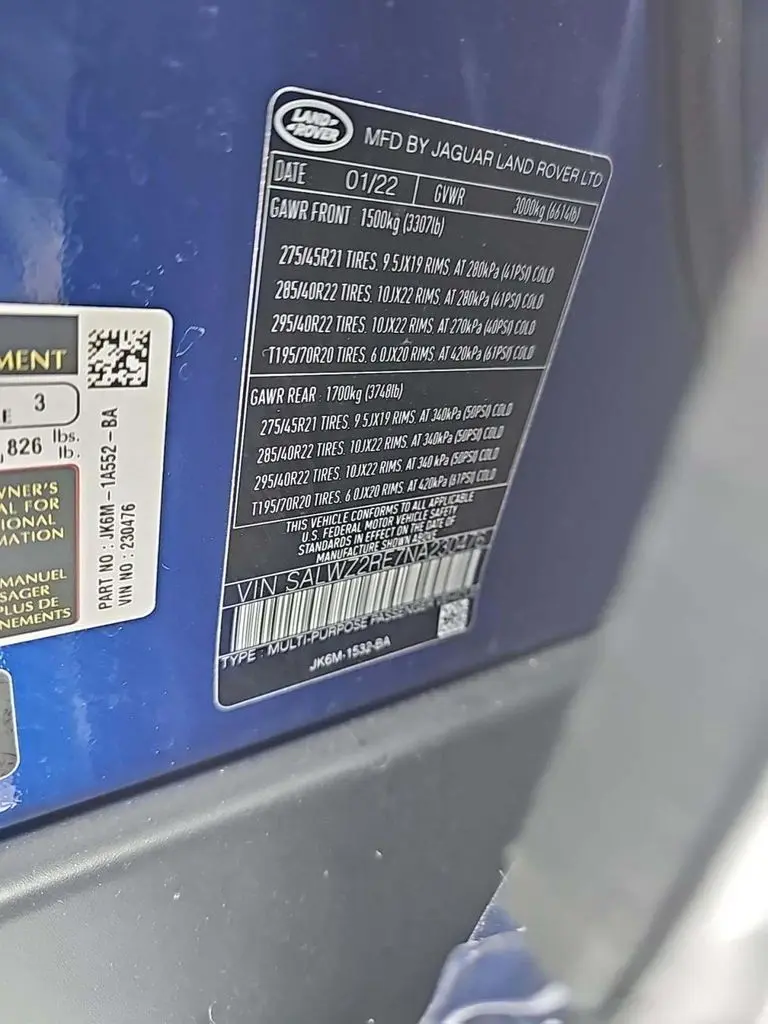 LAND ROVER
MFD BY JAGUAR LAND ROVER LTD
DATE 01/22 GVWR 3000kg (6614lb)
GAWR FRONT 1500kg (3307lb)
275/45R21 TIRES, 9.5JX19 RIMS, AT 280kPa (41PSI) COLD
285/40R22 TIRES, 10JX22 RIMS, AT 280kPa (41PSI) COLD
295/40R22 TIRES, 10JX22 RIMS, AT 270kPa (40PSI) COLD
T195/70R20 TIRES, 6.0JX20 RIMS, AT 420kPa (61PSI) COLD
GAWR REAR : 1700kg (3748lb)
275/45R21 TIRES, 9.5JX19 RIMS, AT 340kPa (50PSI) COLD
285/40R22 TIRES, 10JX22 RIMS, AT 340kPa (50PSI) COLD
295/40R22 TIRES, 10JX22 RIMS, AT 340 kPa (50PSI) COLD
T195/70R20 TIRES, 6.0JX20 RIMS, AT 420kPa (61PSI) COLD
THIS VEHICLE CONFORMS TO ALL APPLICABLE
U.S. FEDERAL MOTOR VEHICLE SAFETY
STANDARDS IN EFFECT ON THE DATE OF
MANUFACTURE SHOWN ABOVE
VIN SALWZ2RE7NA230476
TYPE : MULTI-PURPOSE PASSENGER
JK6M-1532-BA
MENT
E 3
,826 lbs.
lb.
WNER'S
AL FOR
IONAL
MATION
MANUEL
SAGER
PLUS DE
NEMENTS
PART NO : JK6M-1A552-BA
VIN NO : 230476